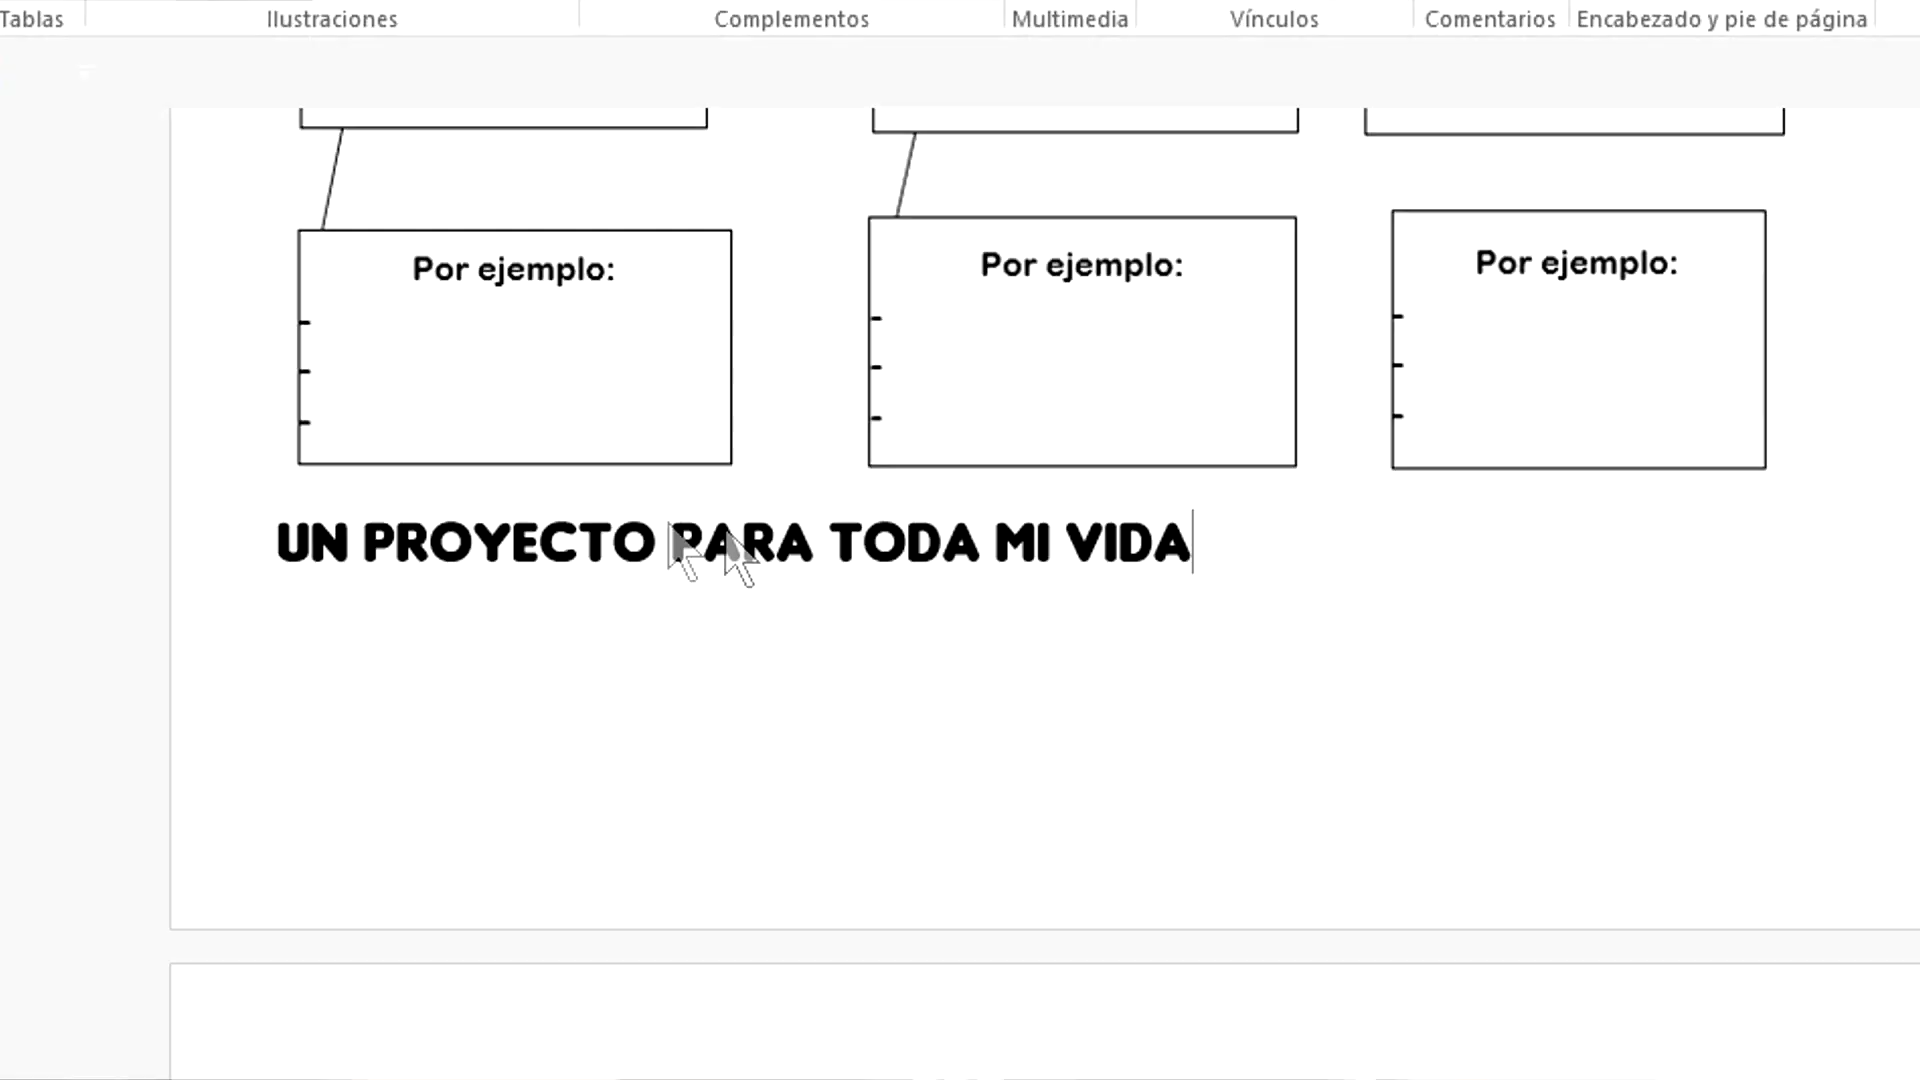 Tablas Ilustraciones Complementos Multimedia Vínculos Comentarios Encabezado y pie de página
Por ejemplo: Por ejemplo: Por ejemplo:
- - -
- - -
- - -
UN PROYECTO PARA TODA MI VIDA